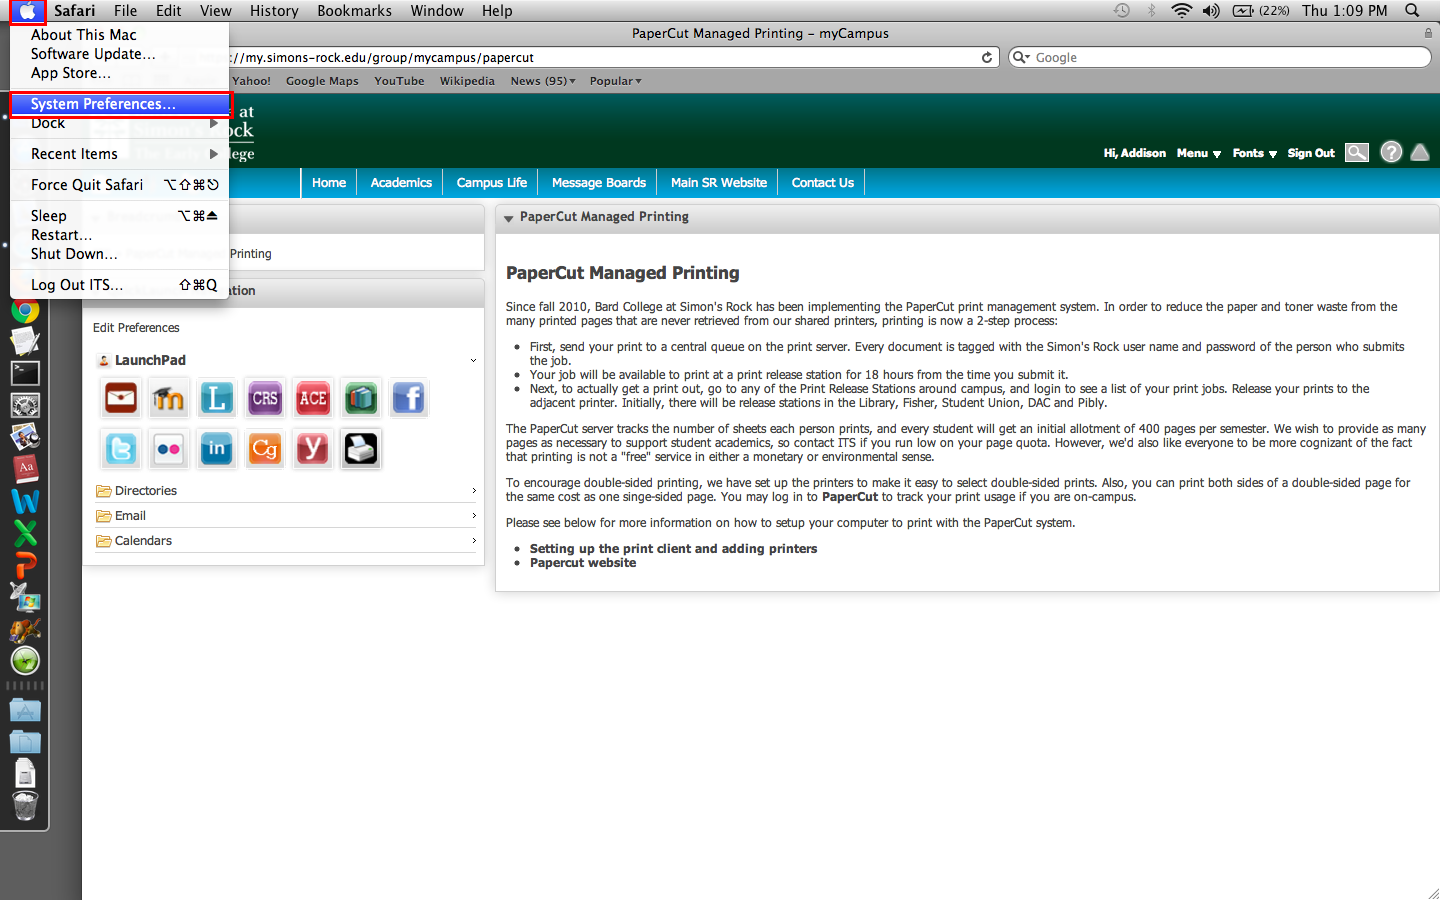 Safari File Edit View History Bookmarks Window Help (22%) Thu 1:09 PM
About This Mac
Software Update...
App Store...
System Preferences...
Dock
Recent Items
Force Quit Safari ⌥⇧⌘⎋
Sleep ⌥⌘⏏
Restart...
Shut Down...
Log Out ITS... ⇧⌘Q
PaperCut Managed Printing – myCampus
://my.simons-rock.edu/group/mycampus/papercut
Google
Yahoo! Google Maps YouTube Wikipedia News (95) Popular
at
Simon's Rock
The Early College
Hi, Addison Menu Fonts Sign Out ?
Home Academics Campus Life Message Boards Main SR Website Contact Us
Printing
Edit Preferences
LaunchPad
m L CRS ACE f
in Cg y
Directories
Email
Calendars
PaperCut Managed Printing
PaperCut Managed Printing
Since fall 2010, Bard College at Simon's Rock has been implementing the PaperCut print management system. In order to reduce the paper and toner waste from the
many printed pages that are never retrieved from our shared printers, printing is now a 2-step process:
First, send your print to a central queue on the print server. Every document is tagged with the Simon's Rock user name and password of the person who submits
the job.
Your job will be available to print at a print release station for 18 hours from the time you submit it.
Next, to actually get a print out, go to any of the Print Release Stations around campus, and login to see a list of your print jobs. Release your prints to the
adjacent printer. Initially, there will be release stations in the Library, Fisher, Student Union, DAC and Pibly.
The PaperCut server tracks the number of sheets each person prints, and every student will get an initial allotment of 400 pages per semester. We wish to provide as many
pages as necessary to support student academics, so contact ITS if you run low on your page quota. However, we'd also like everyone to be more cognizant of the fact
that printing is not a "free" service in either a monetary or environmental sense.
To encourage double-sided printing, we have set up the printers to make it easy to select double-sided prints. Also, you can print both sides of a double-sided page for
the same cost as one singe-sided page. You may log in to PaperCut to track your print usage if you are on-campus.
Please see below for more information on how to setup your computer to print with the PaperCut system.
Setting up the print client and adding printers
Papercut website